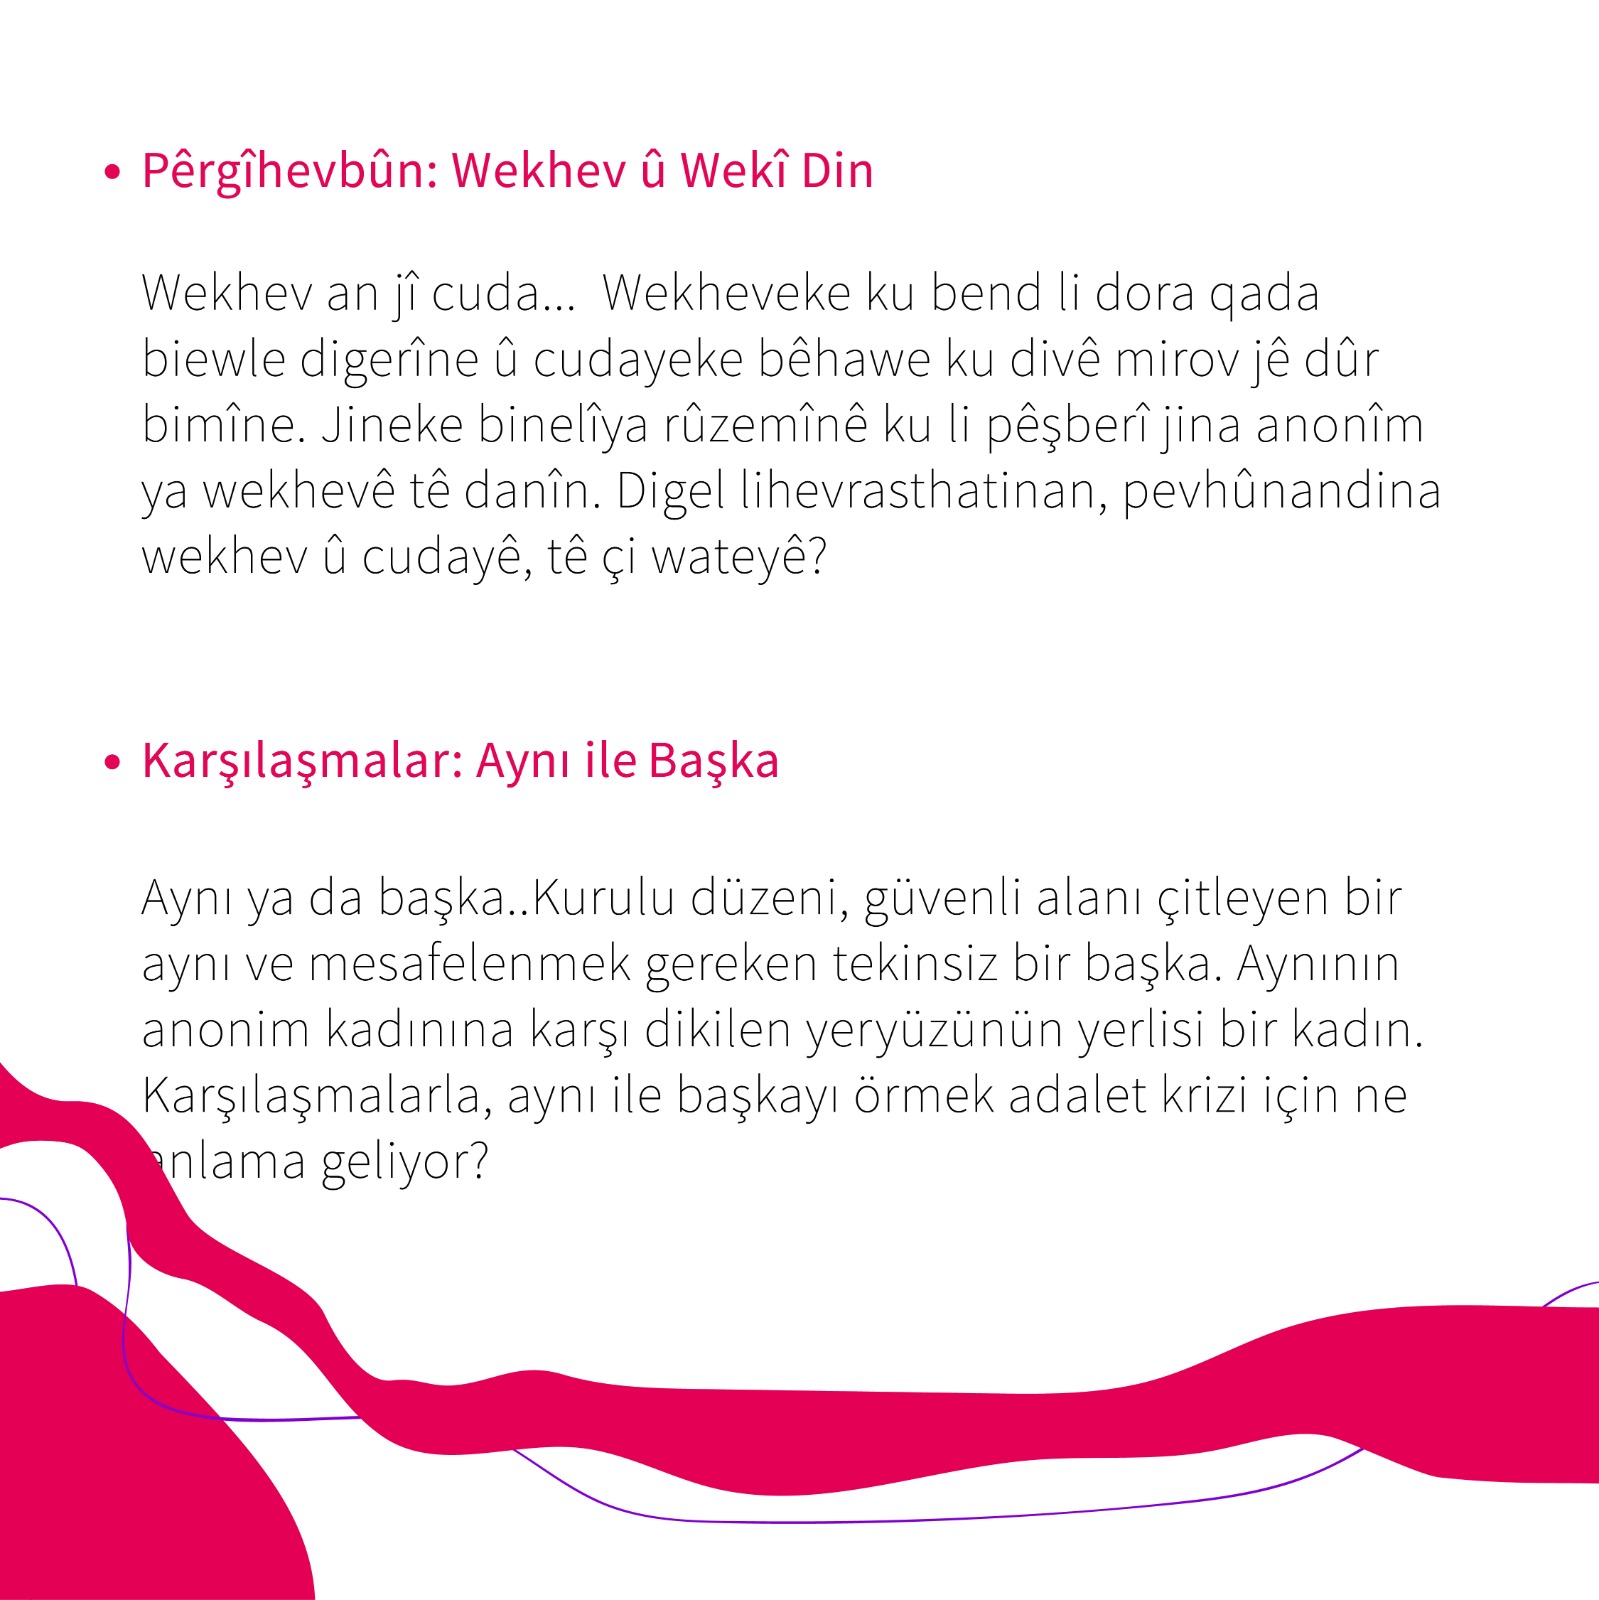 • Pêrgîhevbûn: Wekhev û Wekî Din
Wekhev an jî cuda... Wekheveke ku bend li dora qada
biewle digerîne û cudayeke bêhawe ku divê mirov jê dûr
bimîne. Jineke binelîya rûzemînê ku li pêşberî jina anonîm
ya wekhevê tê danîn. Digel lihevrasthatinan, pevhûnandina
wekhev û cudayê, tê çi wateyê?
• Karşılaşmalar: Aynı ile Başka
Aynı ya da başka..Kurulu düzeni, güvenli alanı çitleyen bir
aynı ve mesafelenmek gereken tekinsiz bir başka. Aynının
anonim kadınına karşı dikilen yeryüzünün yerlisi bir kadın.
Karşılaşmalarla, aynı ile başkayı örmek adalet krizi için ne
anlama geliyor?